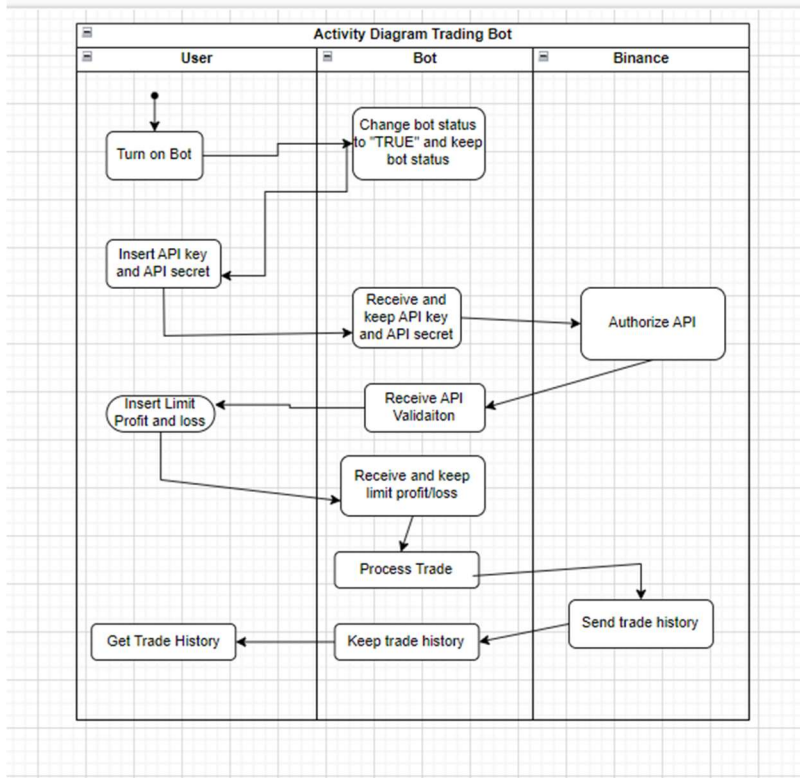 Activity Diagram Trading Bot
User
Bot
Binance
Turn on Bot
Change bot status
to "TRUE" and keep
bot status
Insert API key
and API secret
Receive and
keep API key
and API secret
Authorize API
Receive API
Validaiton
Insert Limit
Profit and loss
Receive and keep
limit profit/loss
Process Trade
Send trade history
Keep trade history
Get Trade History